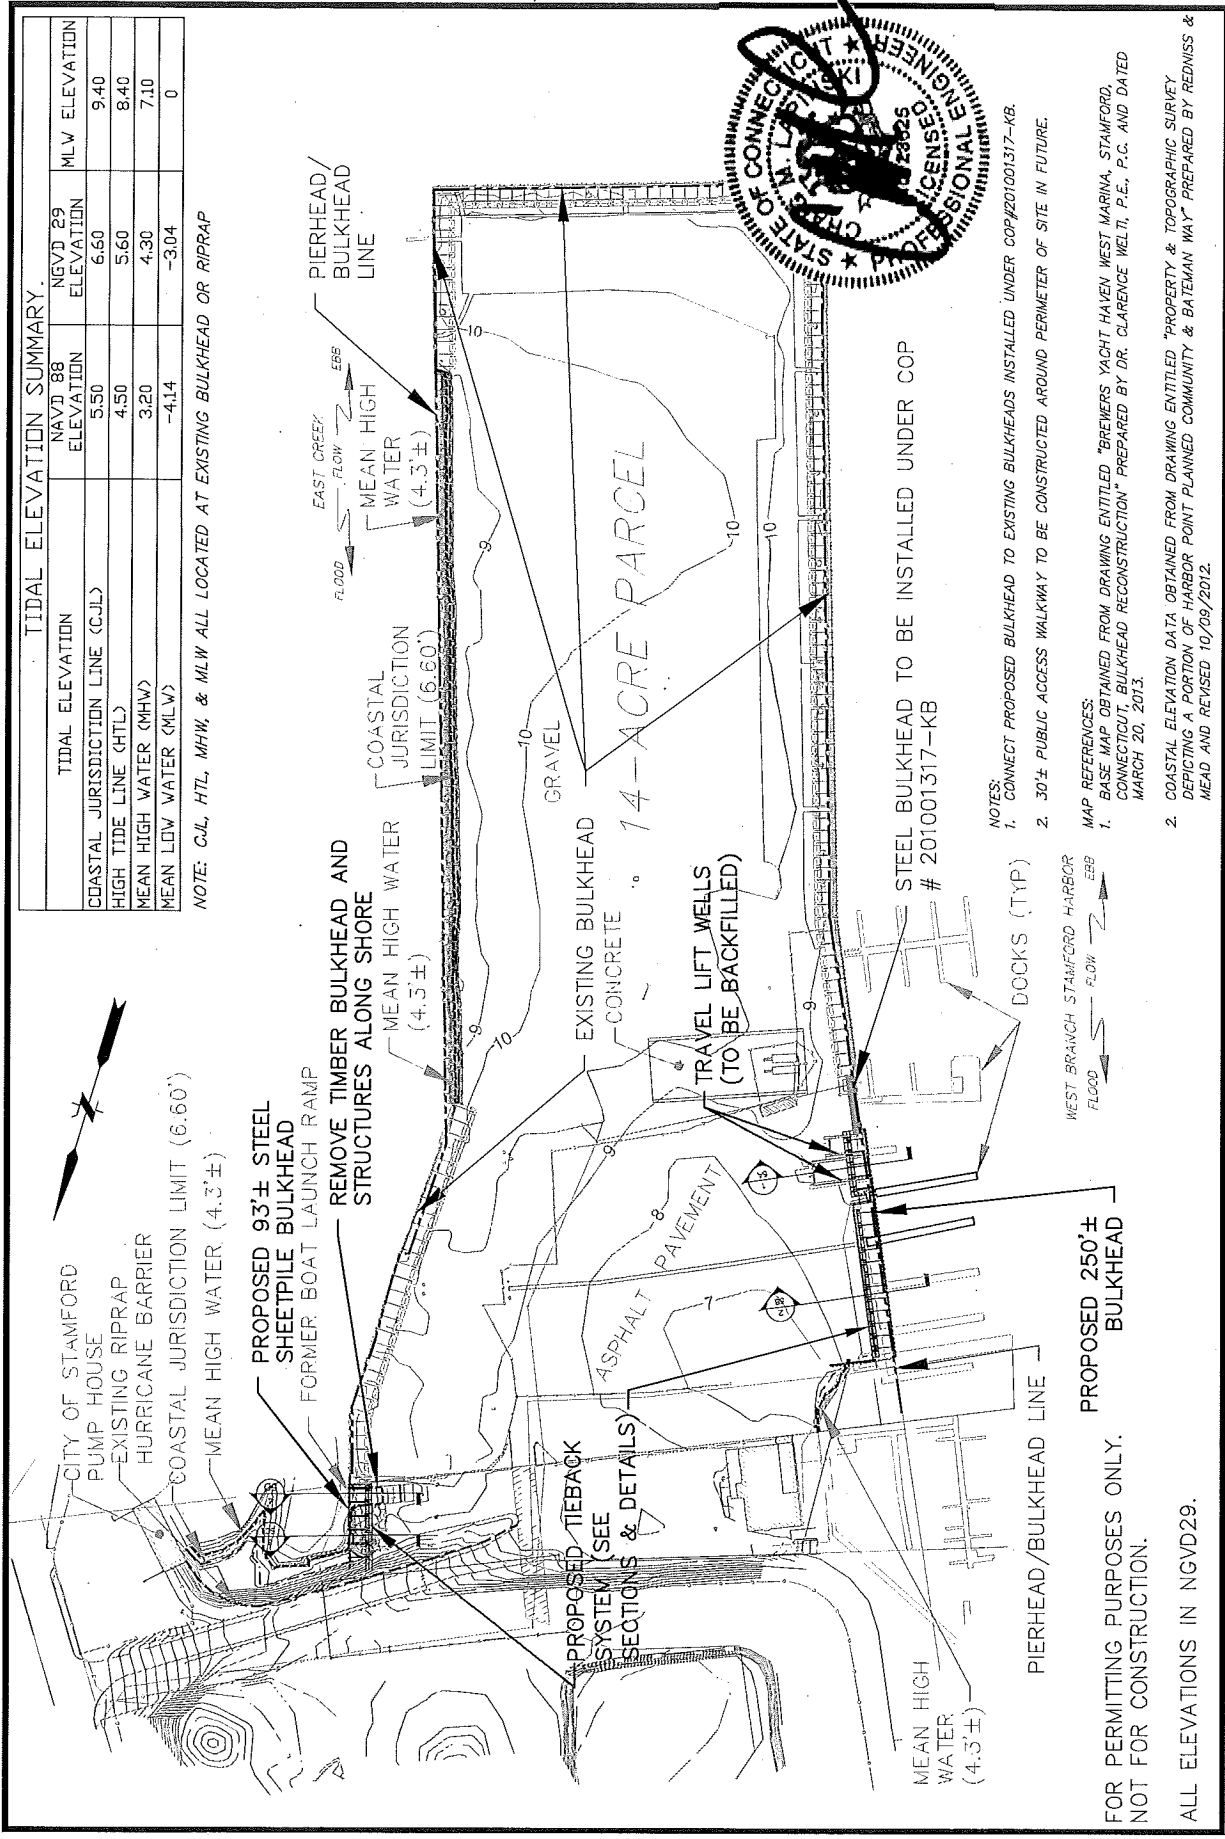 TIDAL ELEVATION SUMMARY.
TIDAL ELEVATION
NAVD 88 ELEVATION
NGVD 29 ELEVATION
MLW ELEVATION
COASTAL JURISDICTION LINE (CJL) 5.50 6.60 9.40
HIGH TIDE LINE (HTL) 4.50 5.60 8.40
MEAN HIGH WATER (MHW) 3.20 4.30 7.10
MEAN LOW WATER (MLW) -4.14 -3.04 0
NOTE: CJL, HTL, MHW, & MLW ALL LOCATED AT EXISTING BULKHEAD OR RIPRAP
CITY OF STAMFORD
PUMP HOUSE
EXISTING RIPRAP
HURRICANE BARRIER
COASTAL JURISDICTION LIMIT (6.60')
MEAN HIGH WATER (4.3'±)
PROPOSED 93'± STEEL
SHEETPILE BULKHEAD
FORMER BOAT LAUNCH RAMP
REMOVE TIMBER BULKHEAD AND
STRUCTURES ALONG SHORE
MEAN HIGH WATER
(4.3'±)
COASTAL
JURISDICTION
LIMIT (6.60')
EAST CREEK
FLOOD FLOW EBB
MEAN HIGH
WATER
(4.3'±)
PIERHEAD/
BULKHEAD
LINE
10
9
10
GRAVEL
9
10
14-ACRE PARCEL
10
10
EXISTING BULKHEAD
CONCRETE
9
9
TRAVEL LIFT WELLS
(TO BE BACKFILLED)
8
ASPHALT PAVEMENT
7
PROPOSED TIEBACK
SYSTEM (SEE
SECTIONS & DETAILS)
STEEL BULKHEAD TO BE INSTALLED UNDER COP
# 201001317-KB
DOCKS (TYP)
WEST BRANCH STAMFORD HARBOR
FLOOD FLOW EBB
MEAN HIGH
WATER
(4.3'±)
PIERHEAD/BULKHEAD LINE
PROPOSED 250'±
BULKHEAD
STATE OF CONNECTICUT
LICENSED
PROFESSIONAL ENGINEER
NOTES:
1. CONNECT PROPOSED BULKHEAD TO EXISTING BULKHEADS INSTALLED UNDER COP#201001317-KB.
2. 30'± PUBLIC ACCESS WALKWAY TO BE CONSTRUCTED AROUND PERIMETER OF SITE IN FUTURE.
MAP REFERENCES:
1. BASE MAP OBTAINED FROM DRAWING ENTITLED "BREWERS YACHT HAVEN WEST MARINA, STAMFORD,
CONNECTICUT, BULKHEAD RECONSTRUCTION" PREPARED BY DR. CLARENCE WELTI, P.E., P.C. AND DATED
MARCH 20, 2013.
2. COASTAL ELEVATION DATA OBTAINED FROM DRAWING ENTITLED "PROPERTY & TOPOGRAPHIC SURVEY
DEPICTING A PORTION OF HARBOR POINT PLANNED COMMUNITY & BATEMAN WAY" PREPARED BY REDNISS &
MEAD AND REVISED 10/09/2012.
FOR PERMITTING PURPOSES ONLY.
NOT FOR CONSTRUCTION.
ALL ELEVATIONS IN NGVD29.